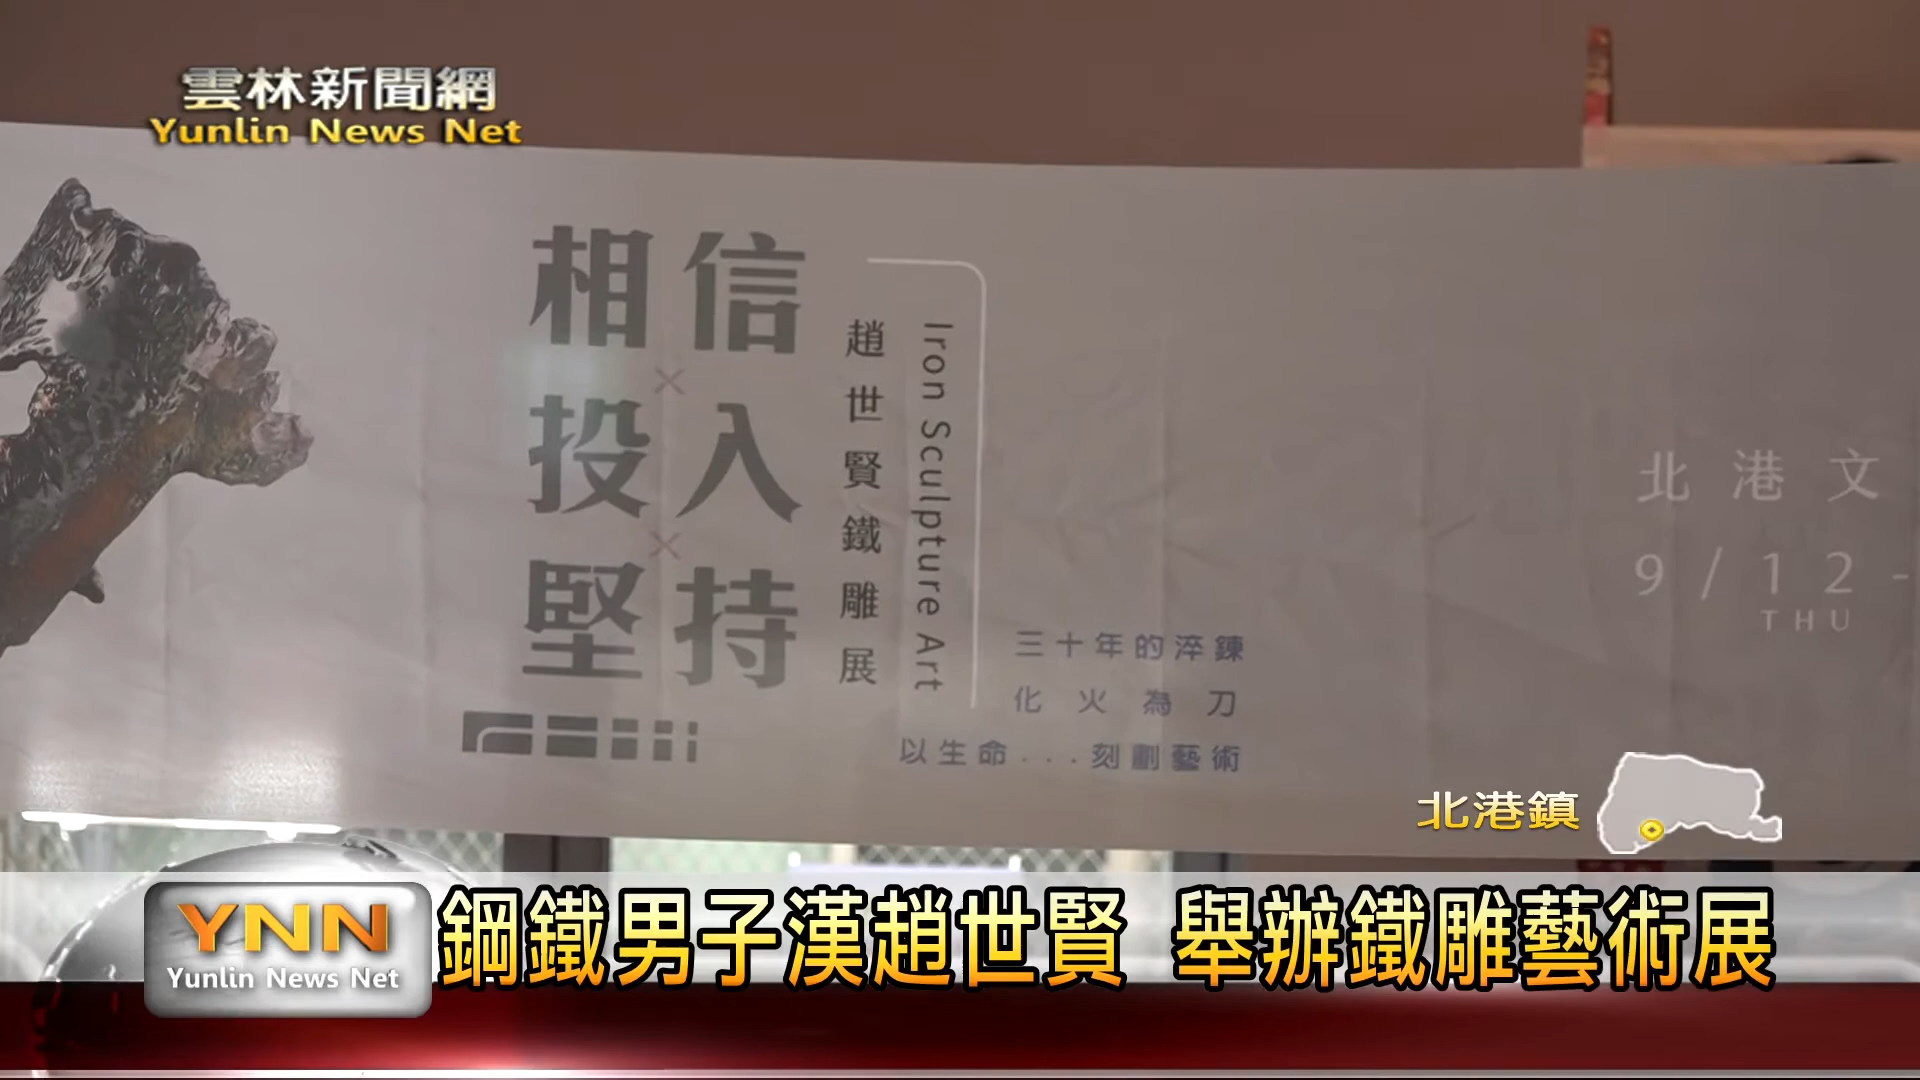 雲林新聞網
Yunlin News Net
相信
×
投入
×
堅持
趙世賢鐵雕展
Iron Sculpture Art
三十年的淬鍊
化火為刀
以生命...刻劃藝術
北港文
9/12-
THU
北港鎮
YNN
Yunlin News Net
鋼鐵男子漢趙世賢 舉辦鐵雕藝術展